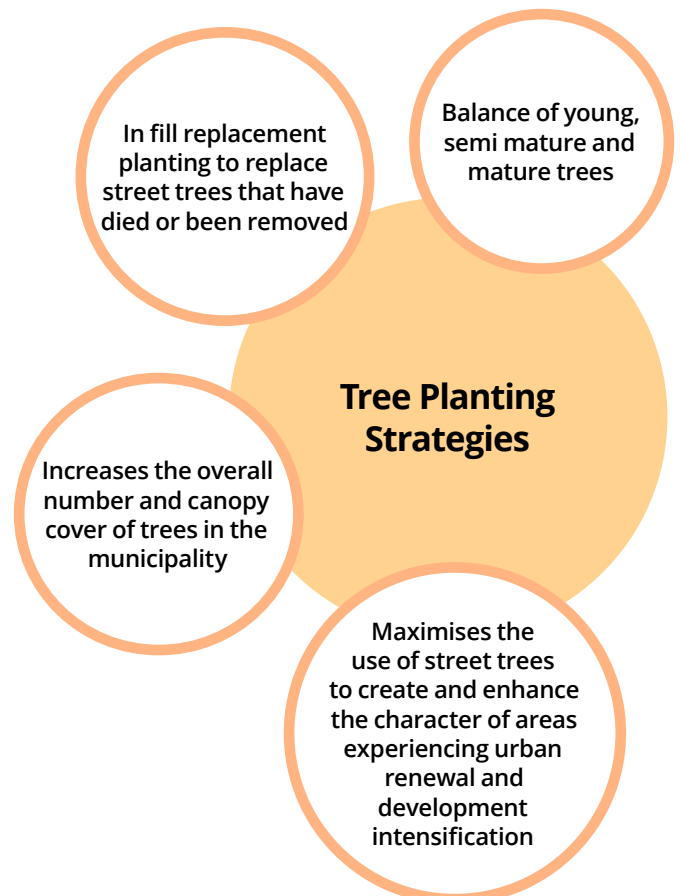 In fill replacement
planting to replace
street trees that have
died or been removed
Balance of young,
semi mature and
mature trees
Tree Planting
Strategies
Increases the overall
number and canopy
cover of trees in the
municipality
Maximises the
use of street trees
to create and enhance
the character of areas
experiencing urban
renewal and
development
intensification